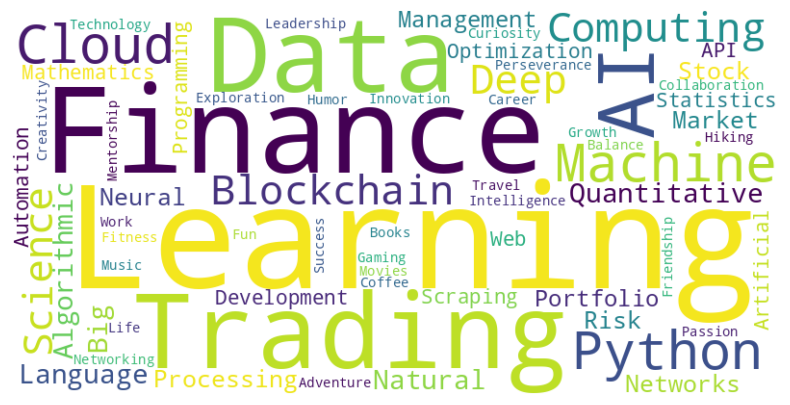 Technology
Leadership
Management
Computing
Cloud
Data
Curiosity
Optimization
AI
API
Mathematics
Programming
Perseverance
Deep
Stock
Collaboration
Creativity
Mentorship
Finance
Exploration
Humor
Innovation
Career
Statistics
Market
Growth
Hiking
Balance
Automation
Machine
Neural
Blockchain
Travel
Quantitative
Intelligence
Science
Algorithmic
Learning
Work
Fitness
Fun
Success
Books
Web
Friendship
Artificial
Music
Gaming
Movies
Coffee
Big
Development
Trading
Scraping
Portfolio
Life
Risk
Passion
Networking
Python
Language
Processing
Adventure
Natural
Networks